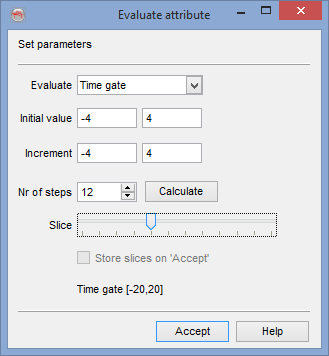 Evaluate attribute
Set parameters
Evaluate Time gate
Initial value -4 4
Increment -4 4
Nr of steps 12 Calculate
Slice
Store slices on 'Accept'
Time gate [-20,20]
Accept Help